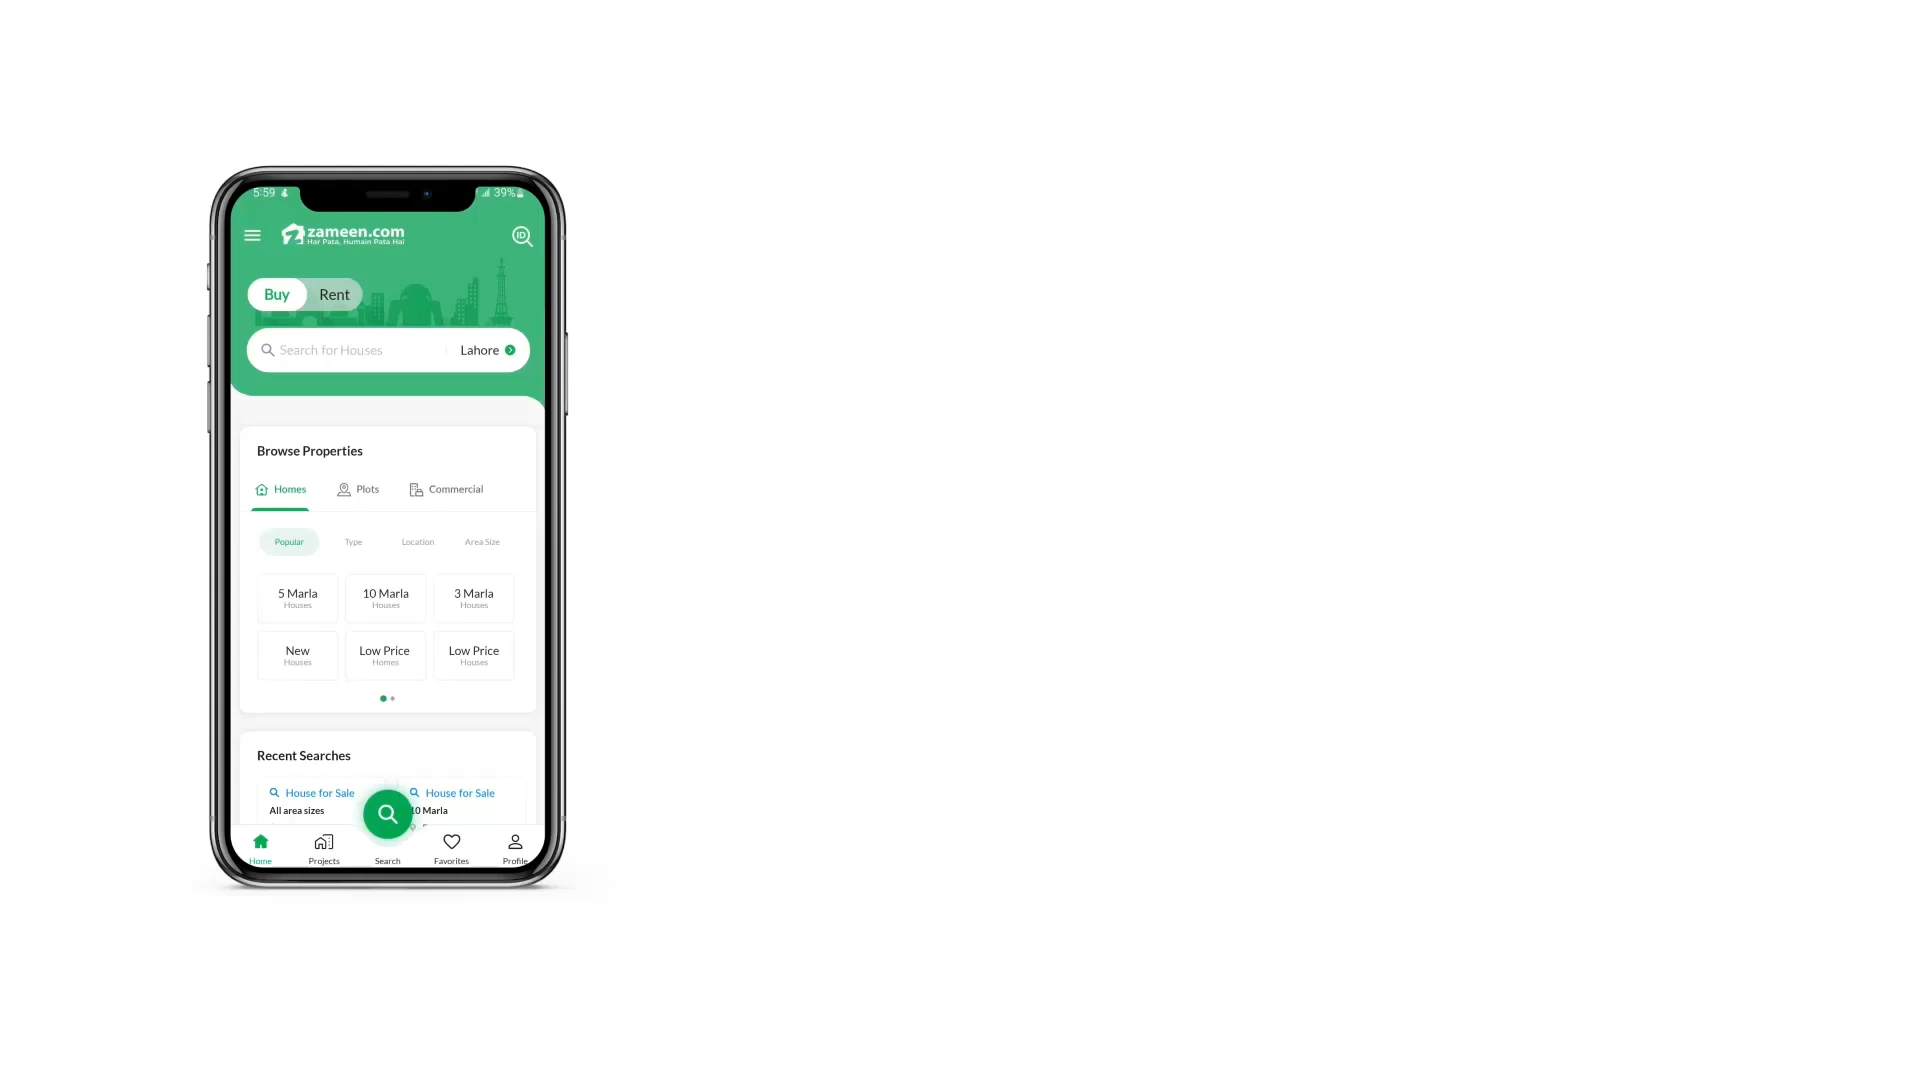 5:59
39%
zameen.com
Har Pata, Humain Pata Hai
ID
Buy Rent
Search for Houses Lahore
Browse Properties
Homes Plots Commercial
Popular Type Location Area Size
5 Marla 10 Marla 3 Marla
Houses Houses Houses
New Low Price Low Price
Houses Homes Houses
Recent Searches
House for Sale House for Sale
All area sizes 10 Marla
Home Projects Search Favorites Profile